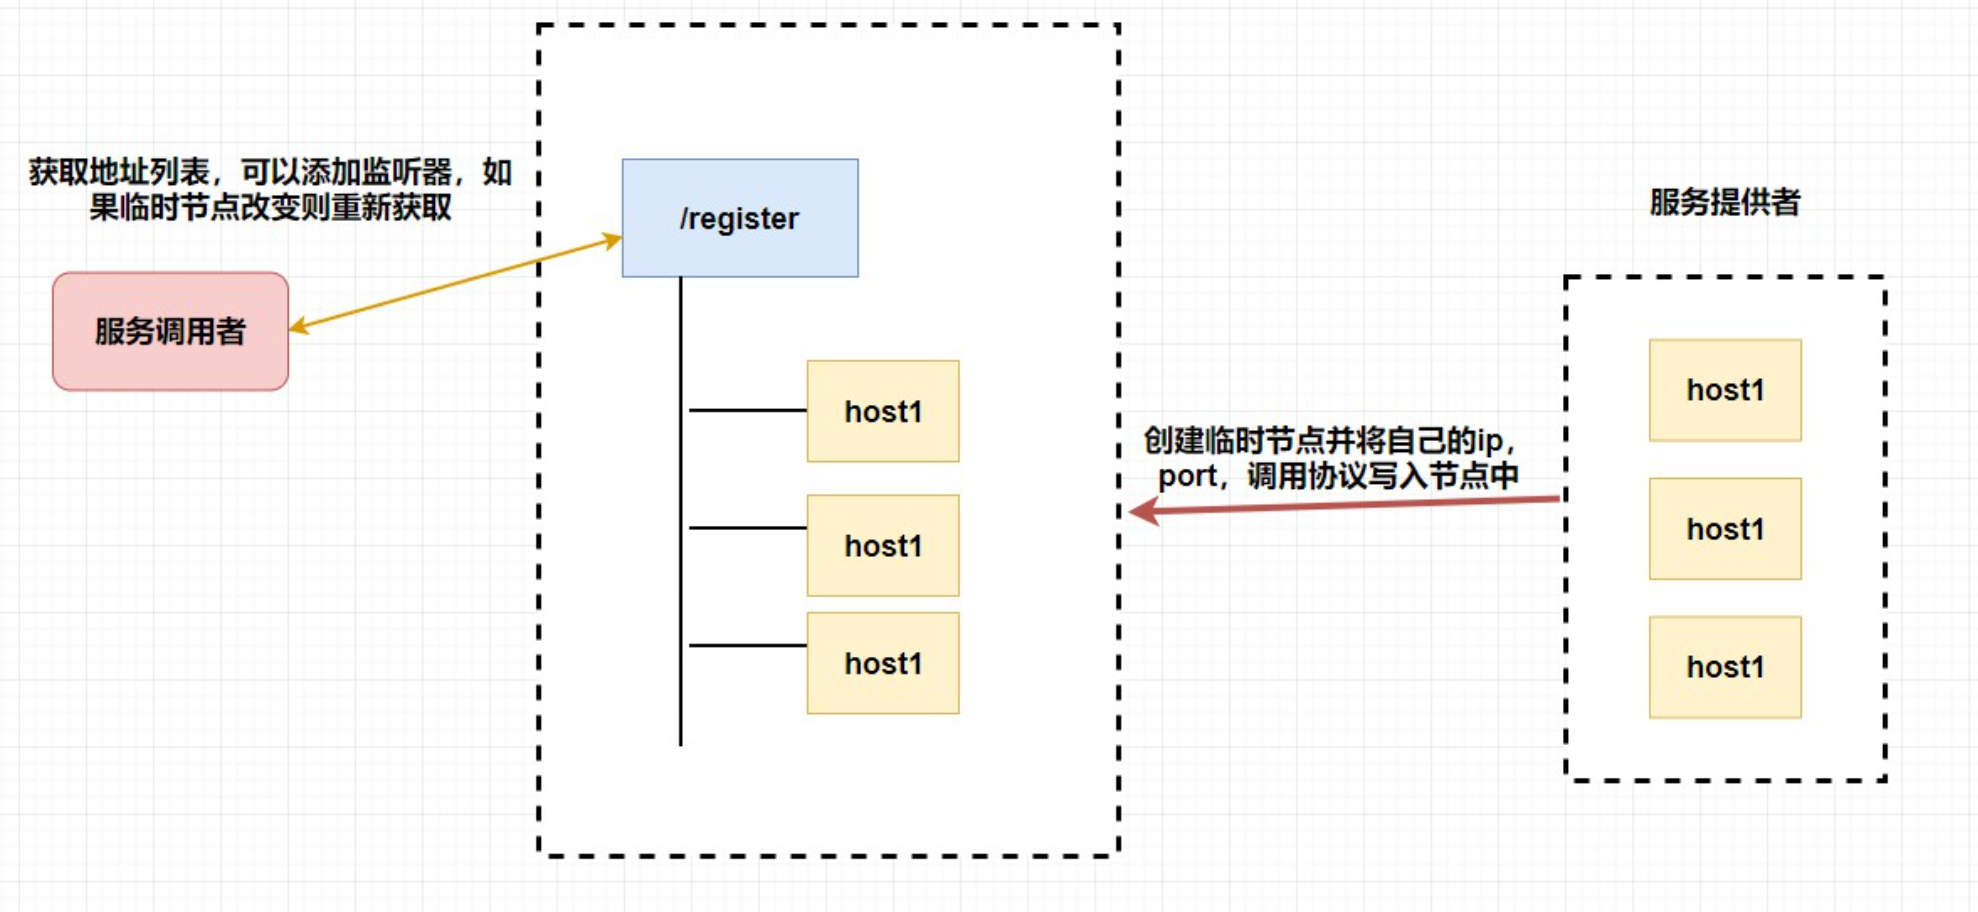 获取地址列表，可以添加监听器，如
果临时节点改变则重新获取
服务调用者
/register
host1
host1
host1
创建临时节点并将自己的ip，
port，调用协议写入节点中
服务提供者
host1
host1
host1